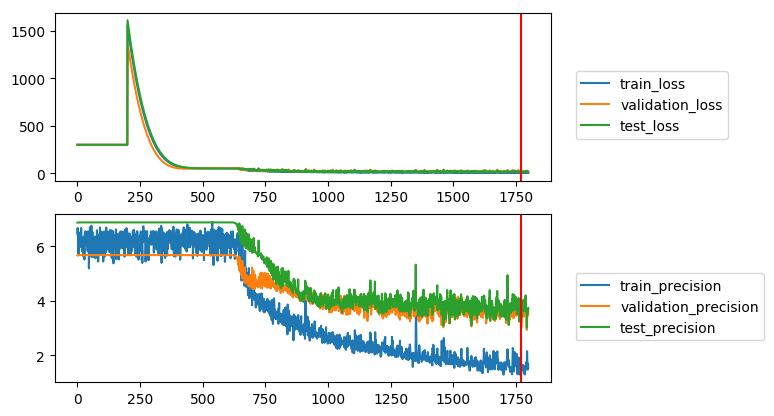 1500
1000
500
0
0 250 500 750 1000 1250 1500 1750
train_loss
validation_loss
test_loss
6
4
2
0 250 500 750 1000 1250 1500 1750
train_precision
validation_precision
test_precision